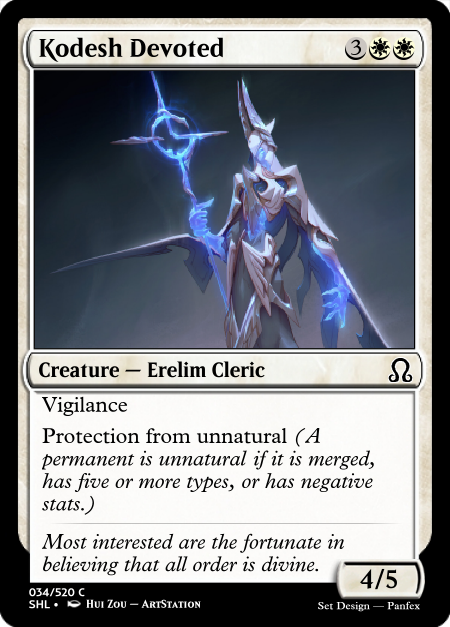 Kodesh Devoted 3
Creature — Erelim Cleric
Vigilance
Protection from unnatural (A
permanent is unnatural if it is merged,
has five or more types, or has negative
stats.)
Most interested are the fortunate in
believing that all order is divine.
4/5
034/520 C
SHL • Hui Zou — ArtStation
Set Design — Panfex